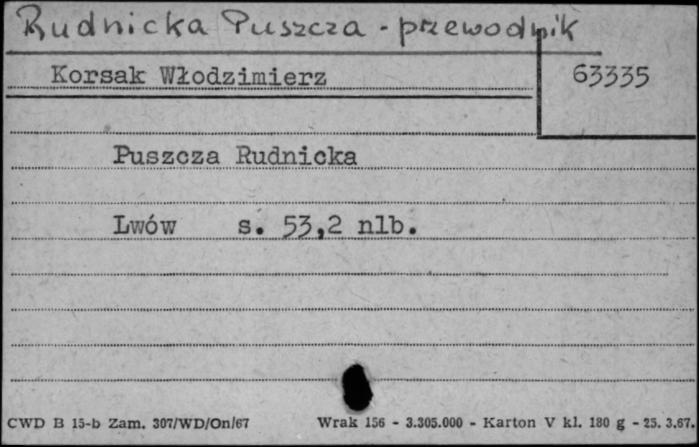 Rudnicka Puszcza - przewodnik
Korsak Włodzimierz
63335
Puszcza Rudnicka
Lwów s. 53,2 nlb.
CWD B 15-b Zam. 307/WD/On/67 Wrak 156 - 3.305.000 - Karton V kl. 180 g - 25. 3.67.